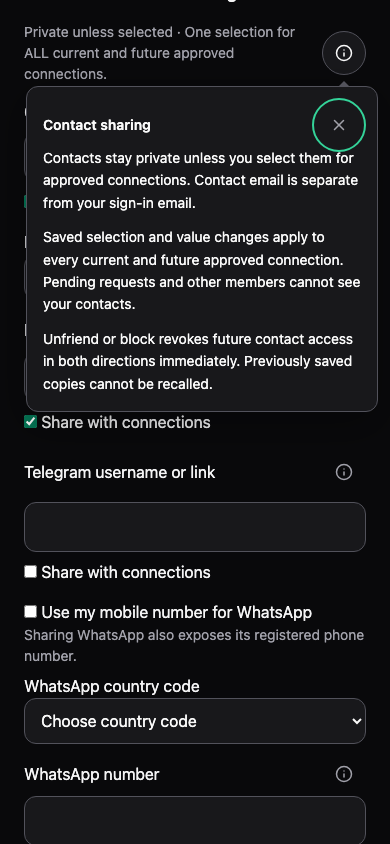 Private unless selected · One selection for
ALL current and future approved
connections.
Contact sharing
Contacts stay private unless you select them for
approved connections. Contact email is separate
from your sign-in email.
Saved selection and value changes apply to
every current and future approved connection.
Pending requests and other members cannot see
your contacts.
Unfriend or block revokes future contact access
in both directions immediately. Previously saved
copies cannot be recalled.
Share with connections
Telegram username or link
Share with connections
Use my mobile number for WhatsApp
Sharing WhatsApp also exposes its registered phone
number.
WhatsApp country code
Choose country code
WhatsApp number